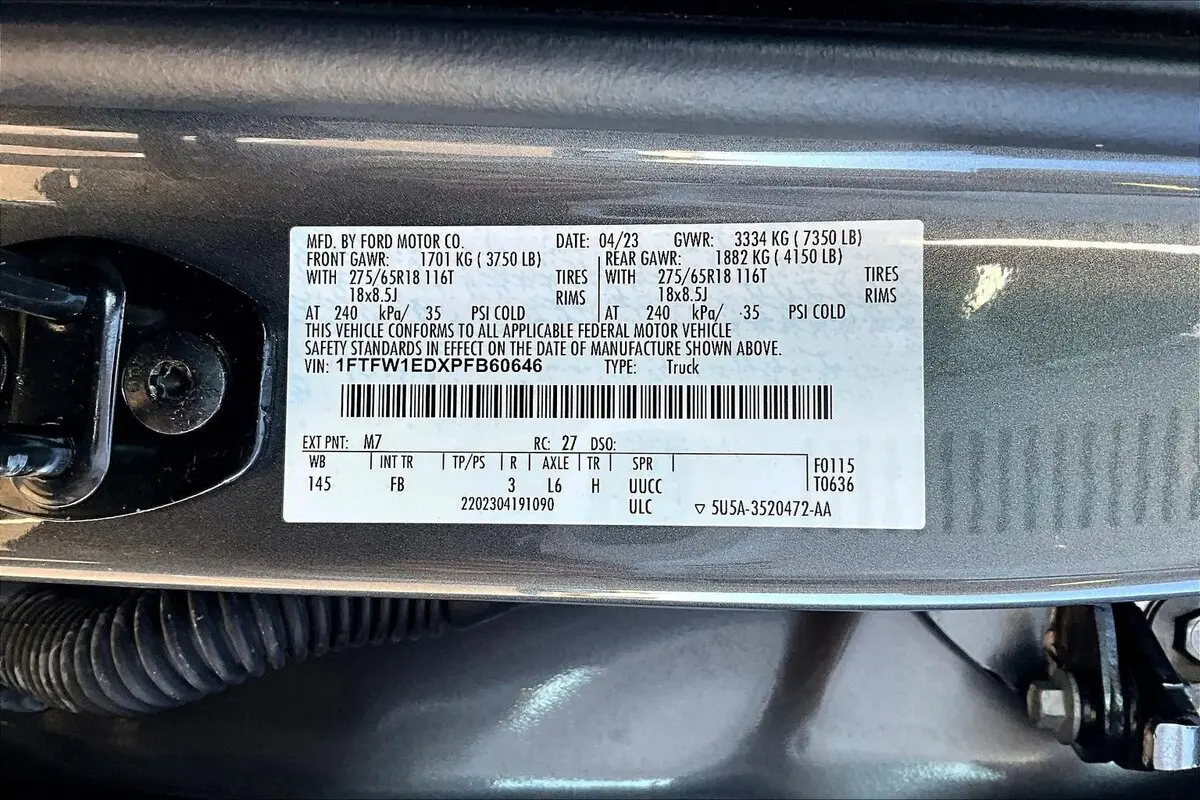 MFD. BY FORD MOTOR CO. DATE: 04/23 GVWR: 3334 KG ( 7350 LB)
FRONT GAWR: 1701 KG ( 3750 LB) REAR GAWR: 1882 KG ( 4150 LB)
WITH 275/65R18 116T TIRES WITH 275/65R18 116T TIRES
18x8.5J RIMS 18x8.5J RIMS
AT 240 kPa/ 35 PSI COLD AT 240 kPa/ 35 PSI COLD
THIS VEHICLE CONFORMS TO ALL APPLICABLE FEDERAL MOTOR VEHICLE
SAFETY STANDARDS IN EFFECT ON THE DATE OF MANUFACTURE SHOWN ABOVE.
VIN: 1FTFW1EDXPFB60646 TYPE: Truck
EXT PNT: M7 RC: 27 DSO:
WB INT TR TP/PS R AXLE TR SPR F0115
145 FB 3 L6 H UUCC T0636
2202304191090 ULC ▽ 5U5A-3520472-AA